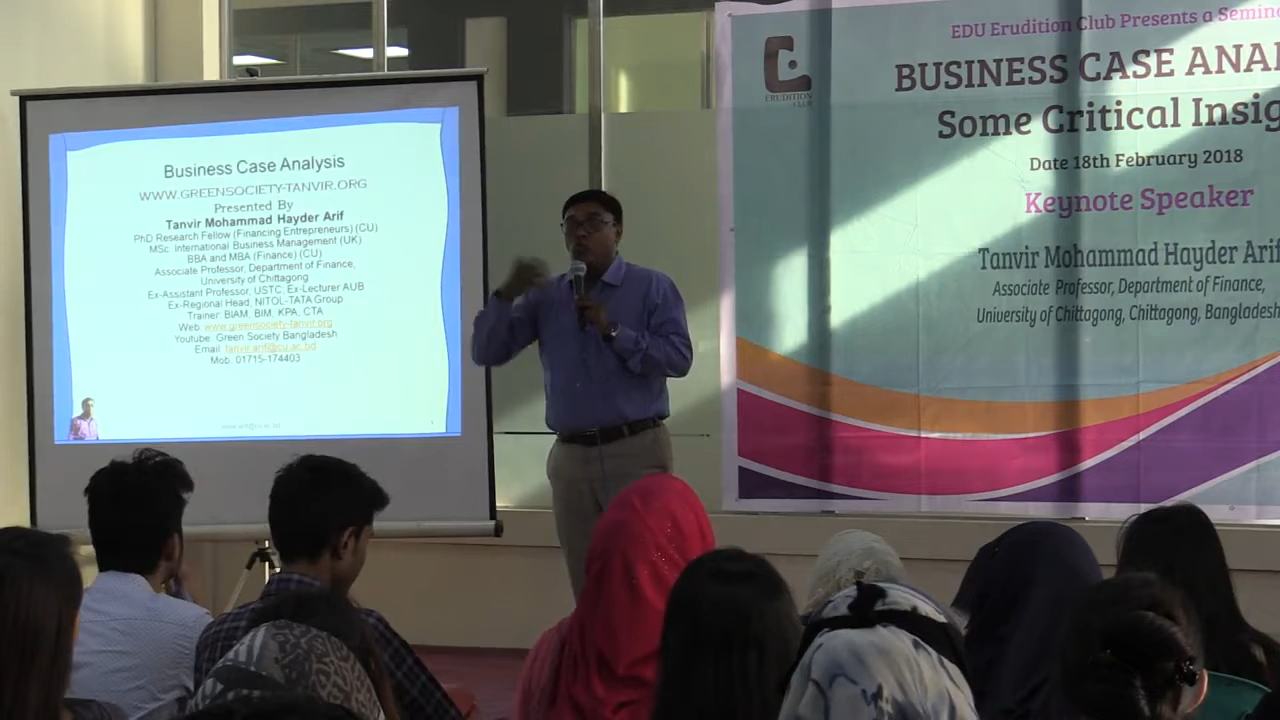 Business Case Analysis
WWW.GREENSOCIETY-TANVIR.ORG
Presented By
Tanvir Mohammad Hayder Arif
PhD Research Fellow (Financing Entrepreneurs) (CU)
MSc. International Business Management (UK)
BBA and MBA (Finance) (CU)
Associate Professor, Department of Finance,
University of Chittagong
Ex-Assistant Professor, USTC, Ex-Lecturer AUB
Ex-Regional Head, NITOL-TATA Group
Trainer: BIAM, BIM, KPA, CTA
Web: www.greensociety-tanvir.org
Youtube: Green Society Bangladesh
Email: tanvir.arif@cu.ac.bd
Mob: 01715-174403
ERUDITION
CLUB
EDU Erudition Club Presents a Semin
BUSINESS CASE ANA
Some Critical Insig
Date 18th February 2018
Keynote Speaker
Tanvir Mohammad Hayder Arif
Associate Professor, Department of Finance,
University of Chittagong, Chittagong, Bangladesh